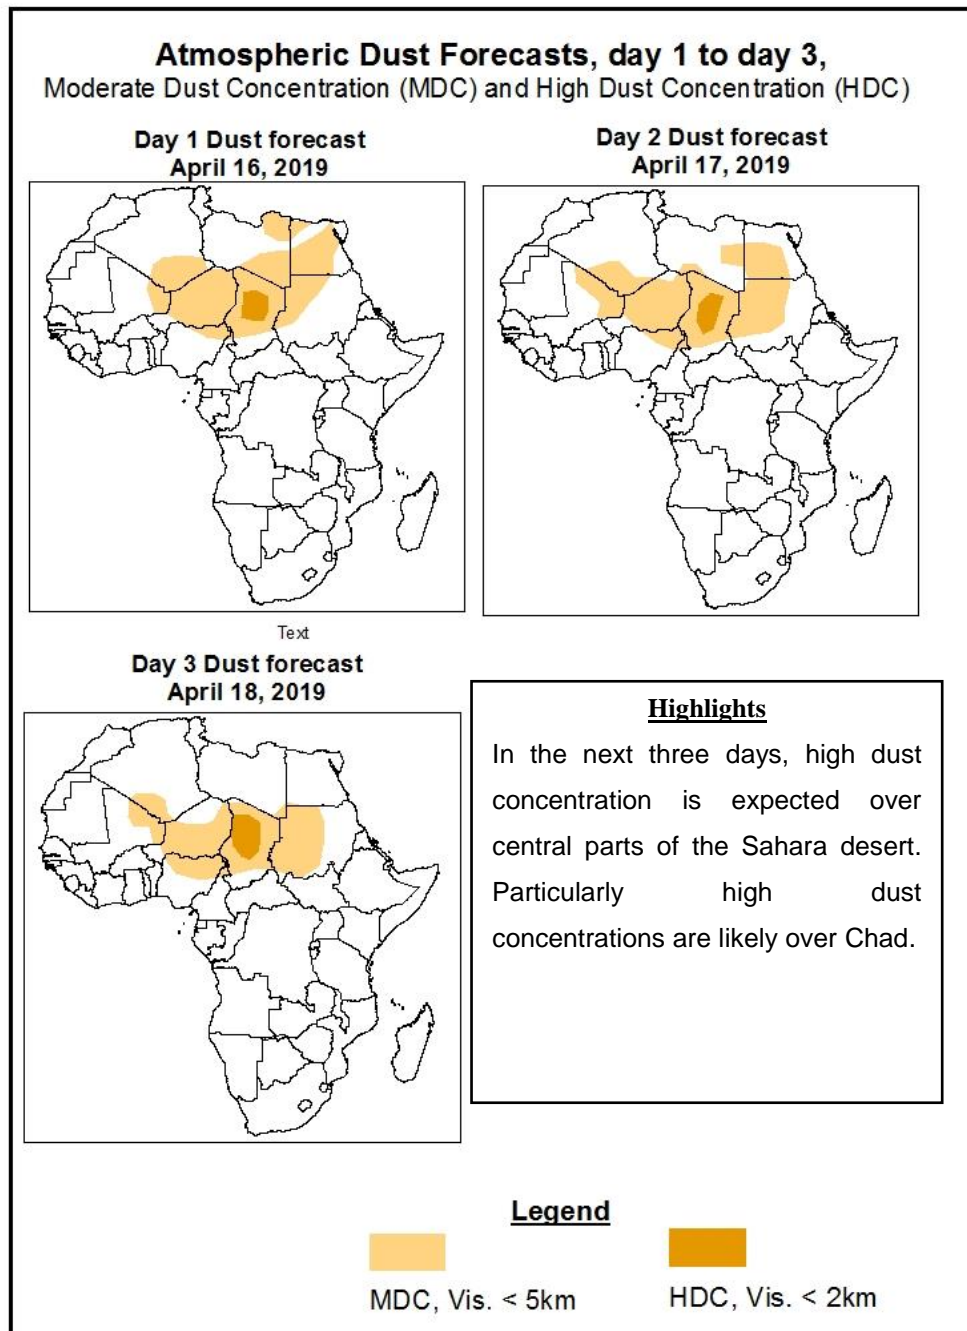 Atmospheric Dust Forecasts, day 1 to day 3,
Moderate Dust Concentration (MDC) and High Dust Concentration (HDC)
Day 1 Dust forecast
April 16, 2019
Day 2 Dust forecast
April 17, 2019
Text
Day 3 Dust forecast
April 18, 2019
Highlights
In the next three days, high dust
concentration is expected over
central parts of the Sahara desert.
Particularly high dust
concentrations are likely over Chad.
Legend
MDC, Vis. < 5km
HDC, Vis. < 2km